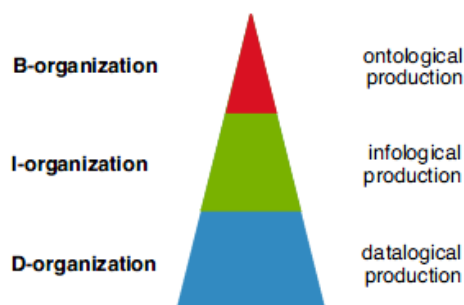 B-organization
ontological
production
I-organization
infological
production
D-organization
datalogical
production